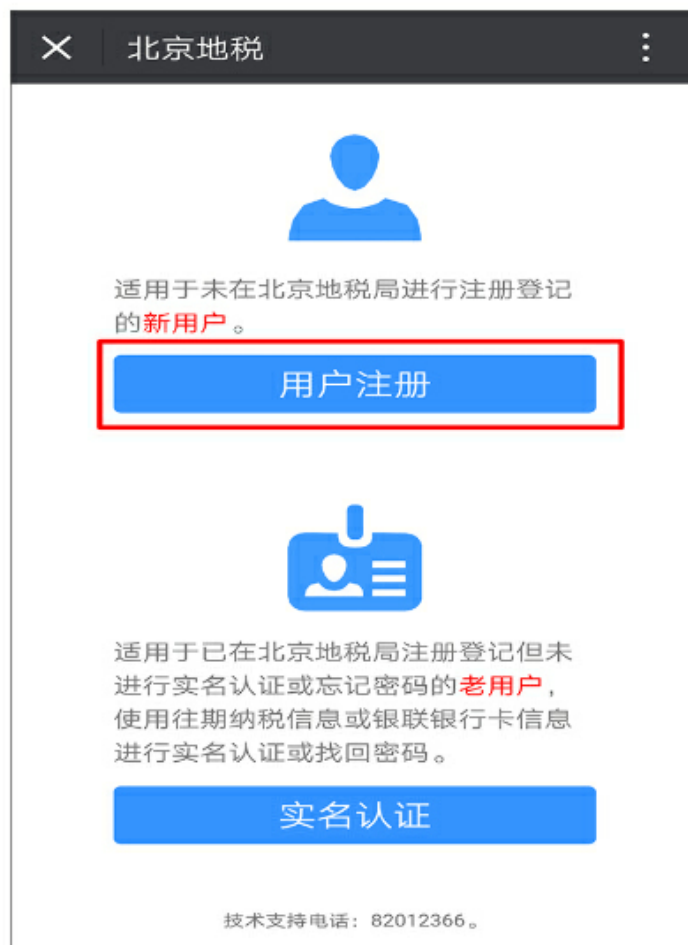 北京地税
适用于未在北京地税局进行注册登记
的新用户。
用户注册
适用于已在北京地税局注册登记但未
进行实名认证或忘记密码的老用户，
使用往期纳税信息或银联银行卡信息
进行实名认证或找回密码。
实名认证
技术支持电话：82012366。